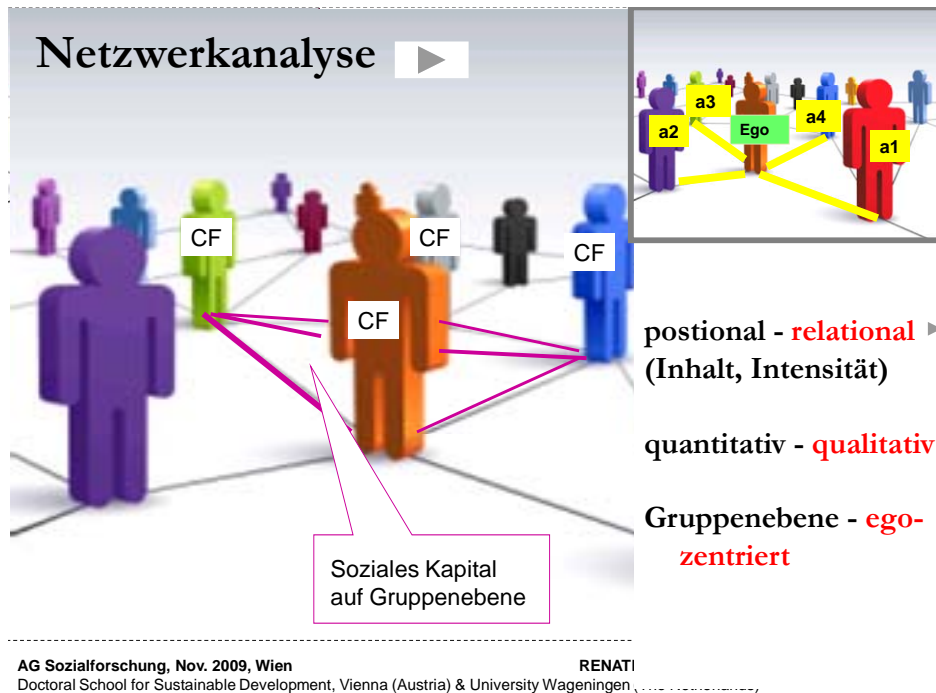 Netzwerkanalyse
CF
CF
CF
CF
Soziales Kapital
auf Gruppenebene
a3
a4
a2
Ego
a1
postional - relational
(Inhalt, Intensität)
quantitativ - qualitativ
Gruppenebene - ego-
zentriert
AG Sozialforschung, Nov. 2009, Wien
Doctoral School for Sustainable Development, Vienna (Austria) & University Wageningen